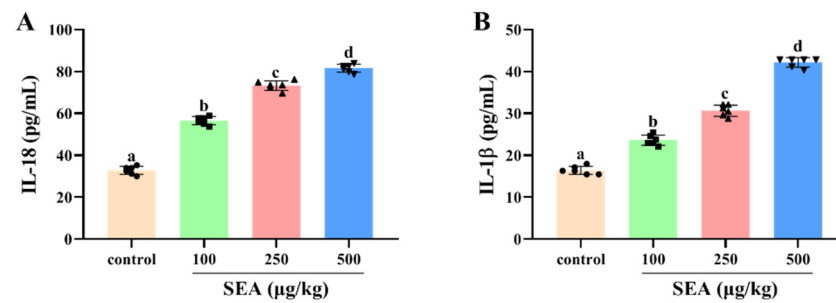 A
IL-18 (pg/mL)
100
80
60
40
20
0
a
b
c
d
control
100
250
500
SEA (μg/kg)
B
IL-1β (pg/mL)
50
40
30
20
10
0
a
b
c
d
control
100
250
500
SEA (μg/kg)